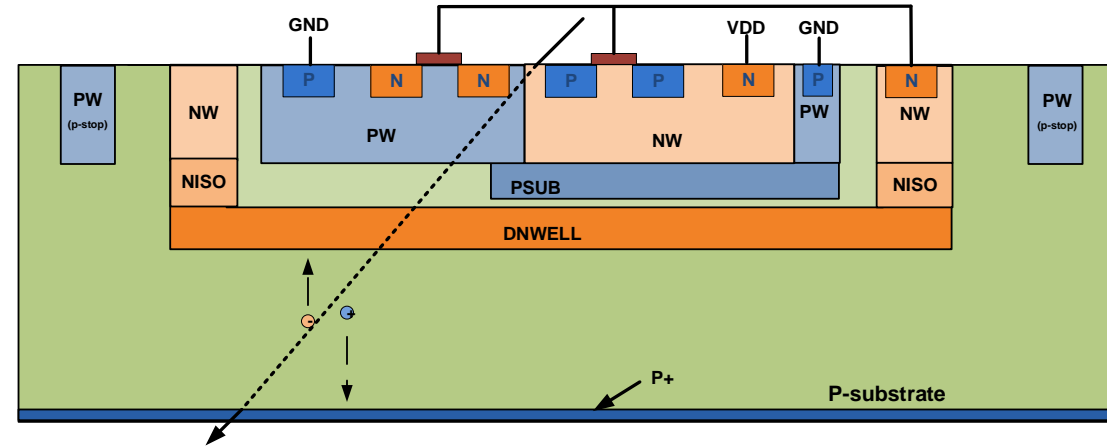 GND
VDD
GND
P
N
N
P
P
N
P
N
PW
(p-stop)
NW
PW
NW
PW
NW
PW
(p-stop)
NISO
PSUB
NISO
DNWELL
-
+
P+
P-substrate